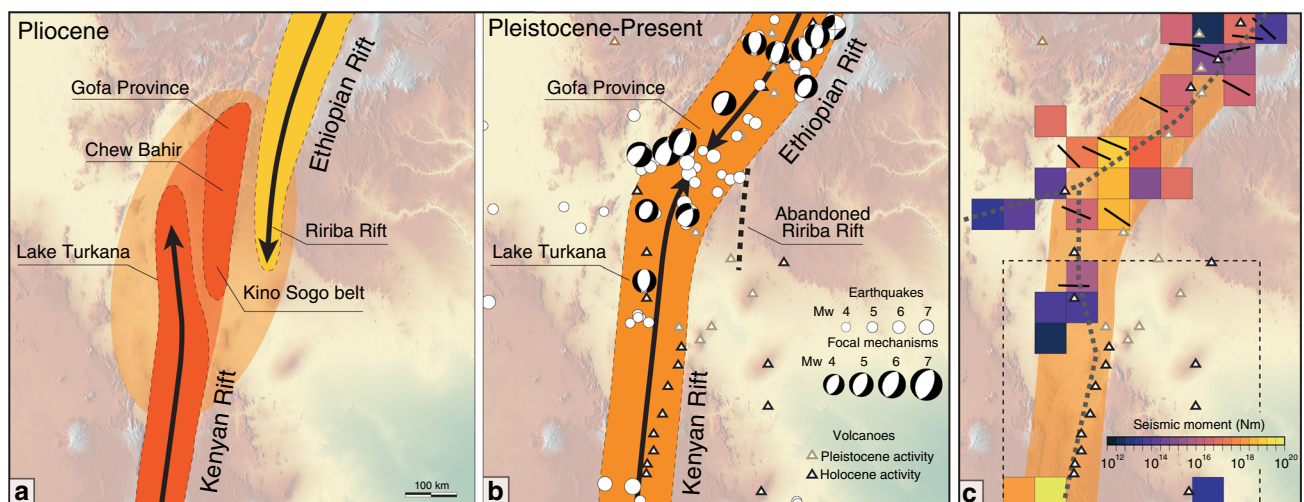 Pliocene
Gofa Province
Chew Bahir
Lake Turkana
Ethiopian Rift
Ririba Rift
Kino Sogo belt
Kenyan Rift
100 km
a
Pleistocene-Present
Gofa Province
Ethiopian Rift
Abandoned
Ririba Rift
Lake Turkana
Kenyan Rift
Earthquakes
Mw 4 5 6 7
Focal mechanisms
Mw 4 5 6 7
Volcanoes
Pleistocene activity
Holocene activity
b
Seismic moment (Nm)
10¹² 10¹⁴ 10¹⁶ 10¹⁸ 10²⁰
c